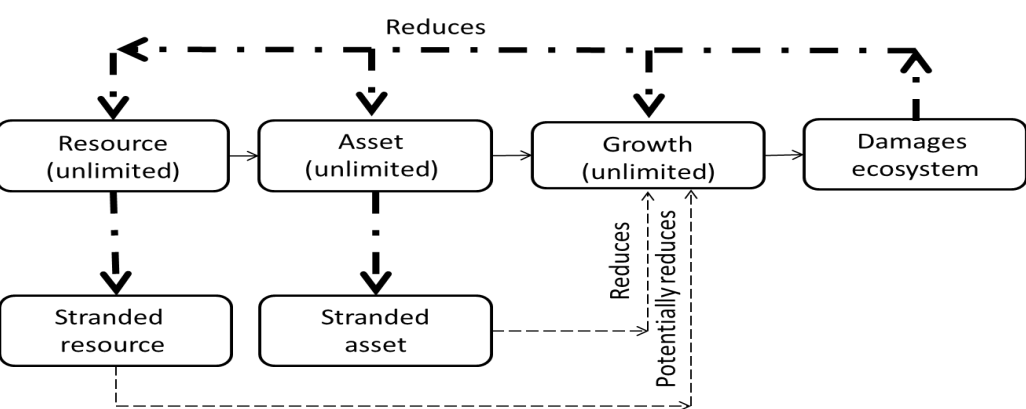 Reduces
Resource
(unlimited)
Asset
(unlimited)
Growth
(unlimited)
Damages
ecosystem
Reduces
Potentially reduces
Stranded
resource
Stranded
asset